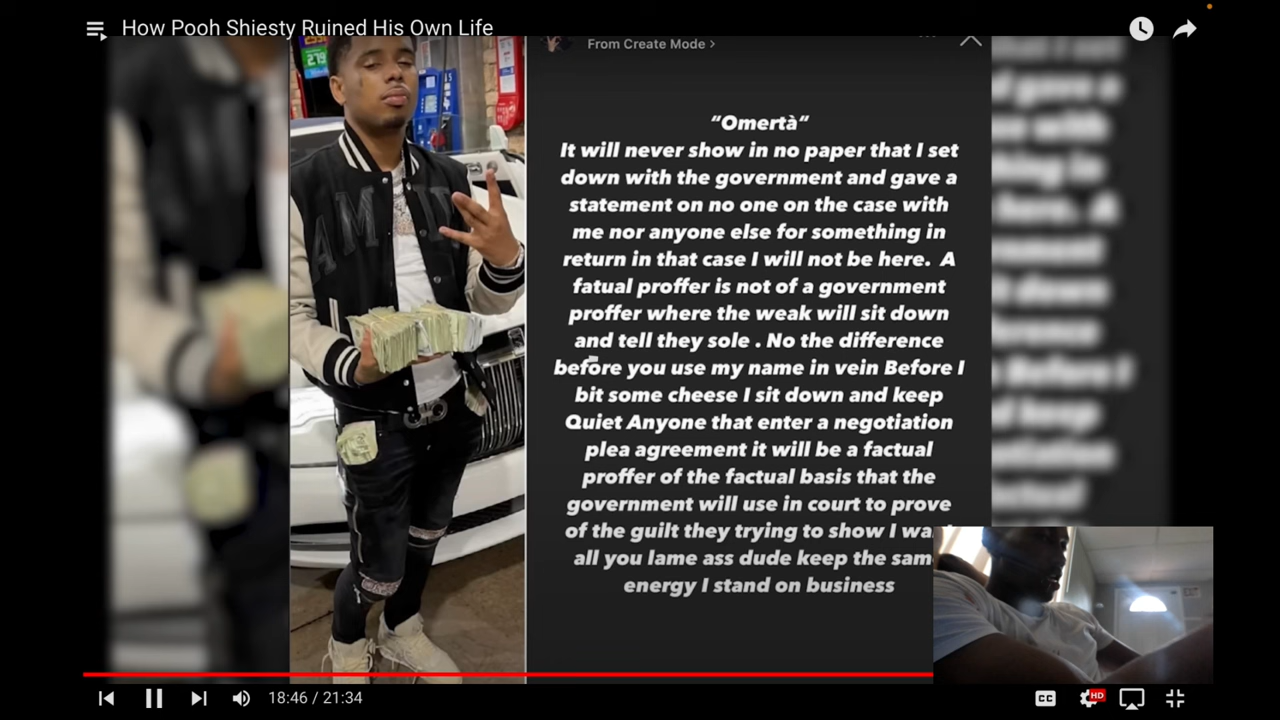 How Pooh Shiesty Ruined His Own Life
From Create Mode >
279
"Omertà"
It will never show in no paper that I set
down with the government and gave a
statement on no one on the case with
me nor anyone else for something in
return in that case I will not be here. A
fatual proffer is not of a government
proffer where the weak will sit down
and tell they sole . No the difference
before you use my name in vein Before I
bit some cheese I sit down and keep
Quiet Anyone that enter a negotiation
plea agreement it will be a factual
proffer of the factual basis that the
government will use in court to prove
of the guilt they trying to show I wa
all you lame ass dude keep the sam
energy I stand on business
18:46 / 21:34
CC
HD